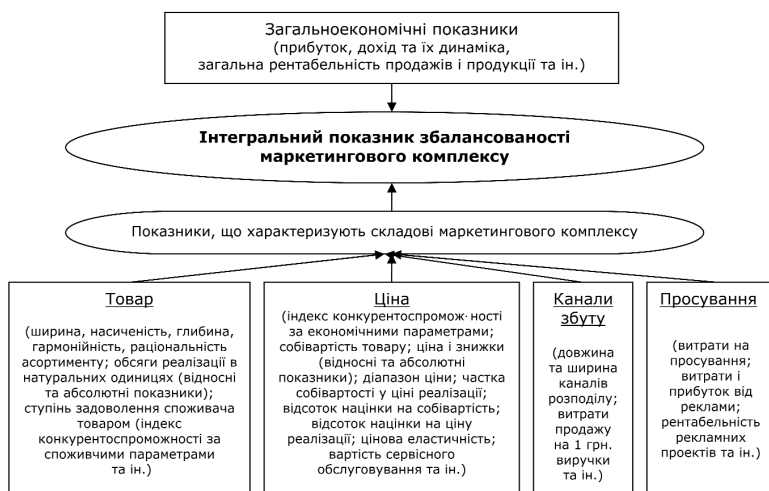 Загальноекономічні показники
(прибуток, дохід та їх динаміка,
загальна рентабельність продажів і продукції та ін.)
Інтегральний показник збалансованості
маркетингового комплексу
Показники, що характеризують складові маркетингового комплексу
Товар
(ширина, насиченість, глибина,
гармонійність, раціональність
асортименту; обсяги реалізації в
натуральних одиницях (відносні
та абсолютні показники);
ступінь задоволення споживача
товаром (індекс
конкурентоспроможності за
споживчими параметрами
та ін.)
Ціна
(індекс конкурентоспромож·ності
за економічними параметрами;
собівартість товару; ціна і знижки
(відносні та абсолютні
показники); діапазон ціни; частка
собівартості у ціні реалізації;
відсоток націнки на собівартість;
відсоток націнки на ціну
реалізації; цінова еластичність;
вартість сервісного
обслуговування та ін.)
Канали
збуту
(довжина
та ширина
каналів
розподілу;
витрати
продажу
на 1 грн.
виручки
та ін.)
Просування
(витрати на
просування;
витрати і
прибуток від
реклами;
рентабельність
рекламних
проектів та ін.)